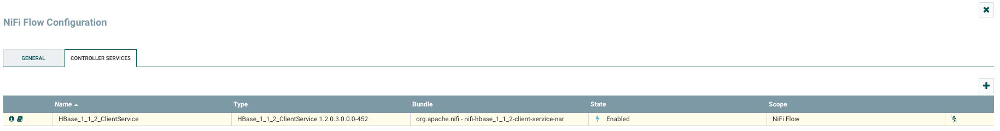 NiFi Flow Configuration
GENERAL CONTROLLER SERVICES
Name Type Bundle State Scope
HBase_1_1_2_ClientService HBase_1_1_2_ClientService 1.2.0.3.0.0.0-452 org.apache.nifi - nifi-hbase_1_1_2-client-service-nar Enabled NiFi Flow